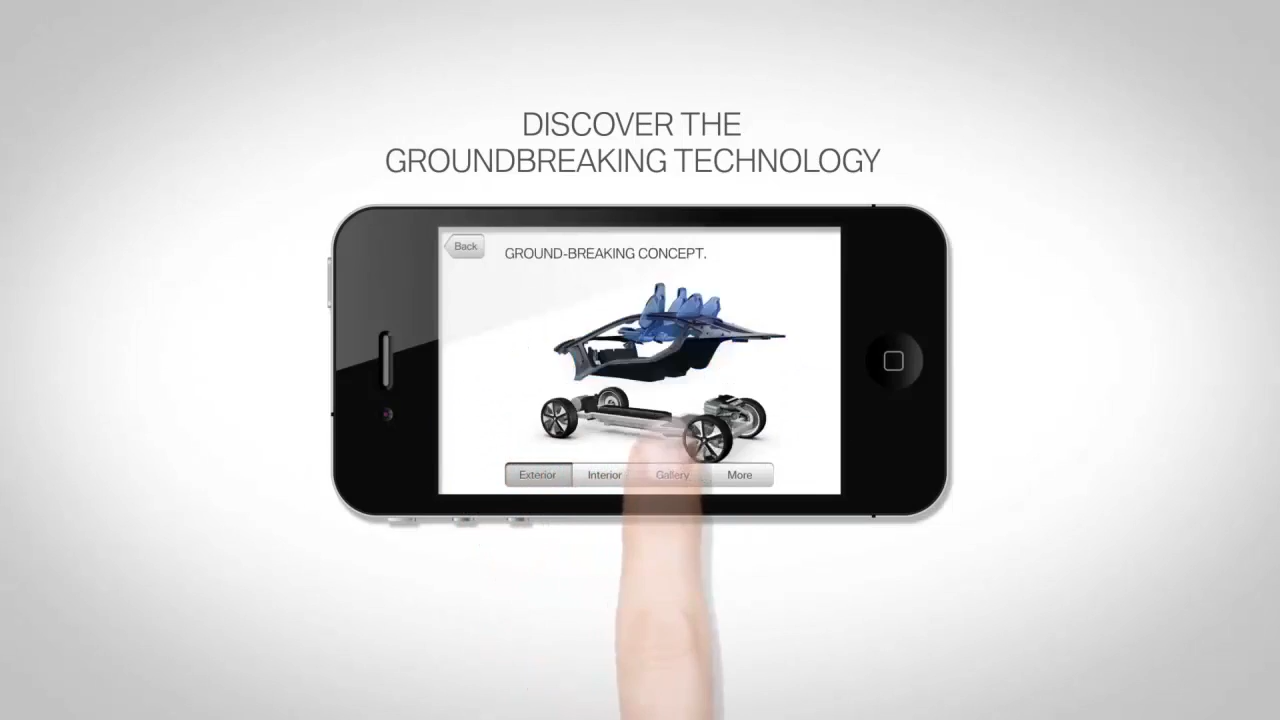 DISCOVER THE
GROUNDBREAKING TECHNOLOGY
Back
GROUND-BREAKING CONCEPT.
Exterior Interior Gallery More